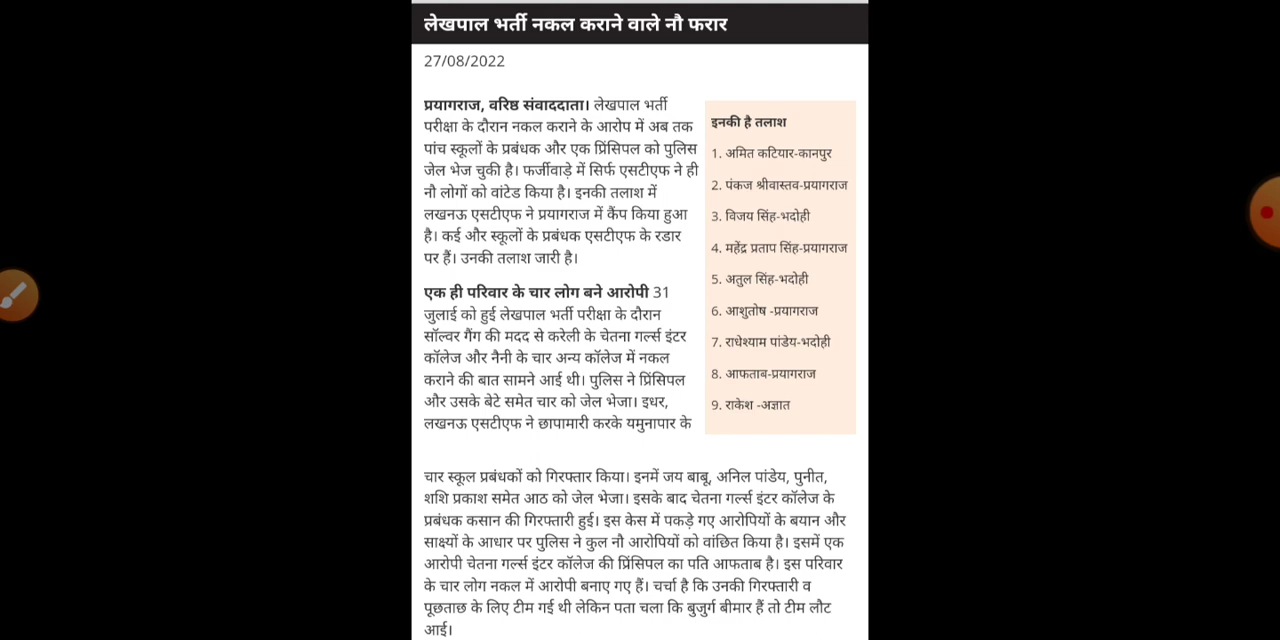 लेखपाल भर्ती नकल कराने वाले नौ फरार
27/08/2022
प्रयागराज, वरिष्ठ संवाददाता। लेखपाल भर्ती
परीक्षा के दौरान नकल कराने के आरोप में अब तक
पांच स्कूलों के प्रबंधक और एक प्रिंसिपल को पुलिस
जेल भेज चुकी है। फर्जीवाड़े में सिर्फ एसटीएफ ने ही
नौ लोगों को वांटेड किया है। इनकी तलाश में
लखनऊ एसटीएफ ने प्रयागराज में कैंप किया हुआ
है। कई और स्कूलों के प्रबंधक एसटीएफ के रडार
पर हैं। उनकी तलाश जारी है।
एक ही परिवार के चार लोग बने आरोपी 31
जुलाई को हुई लेखपाल भर्ती परीक्षा के दौरान
सॉल्वर गैंग की मदद से करेली के चेतना गर्ल्स इंटर
कॉलेज और नैनी के चार अन्य कॉलेज में नकल
कराने की बात सामने आई थी। पुलिस ने प्रिंसिपल
और उसके बेटे समेत चार को जेल भेजा। इधर,
लखनऊ एसटीएफ ने छापामारी करके यमुनापार के
इनकी है तलाश
1. अमित कटियार-कानपुर
2. पंकज श्रीवास्तव-प्रयागराज
3. विजय सिंह-भदोही
4. महेंद्र प्रताप सिंह-प्रयागराज
5. अतुल सिंह-भदोही
6. आशुतोष -प्रयागराज
7. राधेश्याम पांडेय-भदोही
8. आफताब-प्रयागराज
9. राकेश -अज्ञात
चार स्कूल प्रबंधकों को गिरफ्तार किया। इनमें जय बाबू, अनिल पांडेय, पुनीत,
शशि प्रकाश समेत आठ को जेल भेजा। इसके बाद चेतना गर्ल्स इंटर कॉलेज के
प्रबंधक कसान की गिरफ्तारी हुई। इस केस में पकड़े गए आरोपियों के बयान और
साक्ष्यों के आधार पर पुलिस ने कुल नौ आरोपियों को वांछित किया है। इसमें एक
आरोपी चेतना गर्ल्स इंटर कॉलेज की प्रिंसिपल का पति आफताब है। इस परिवार
के चार लोग नकल में आरोपी बनाए गए हैं। चर्चा है कि उनकी गिरफ्तारी व
पूछताछ के लिए टीम गई थी लेकिन पता चला कि बुजुर्ग बीमार हैं तो टीम लौट
आई।